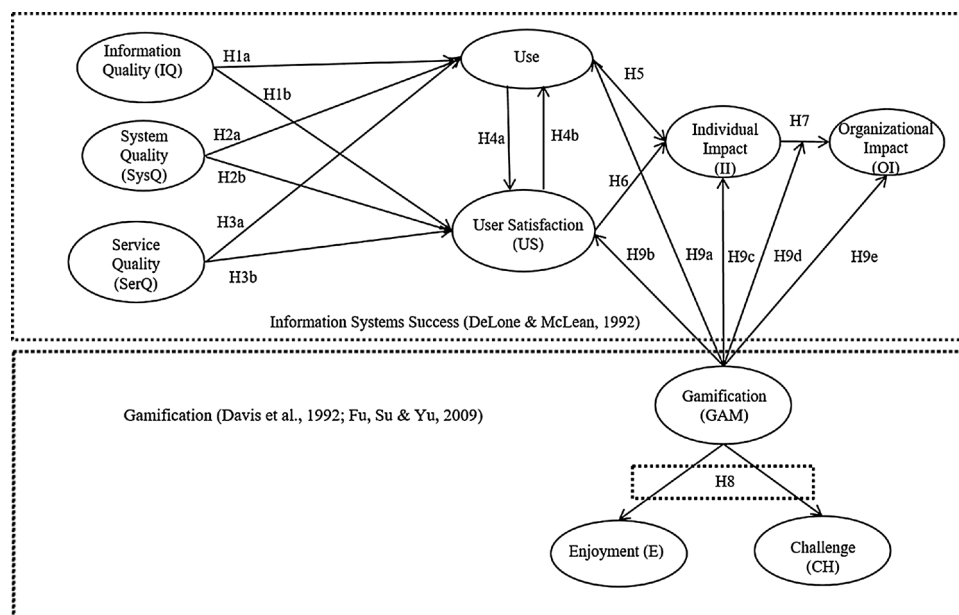 Information
Quality (IQ)
H1a
Use
H1b
H5
System
Quality
(SysQ)
H2a
H2b
H4a
H4b
Individual
Impact
(II)
H7
Organizational
Impact
(OI)
H6
H3a
Service
Quality
(SerQ)
H3b
User Satisfaction
(US)
H9b
H9a
H9c
H9d
H9e
Information Systems Success (DeLone & McLean, 1992)
Gamification (Davis et al., 1992; Fu, Su & Yu, 2009)
Gamification
(GAM)
H8
Enjoyment (E)
Challenge
(CH)